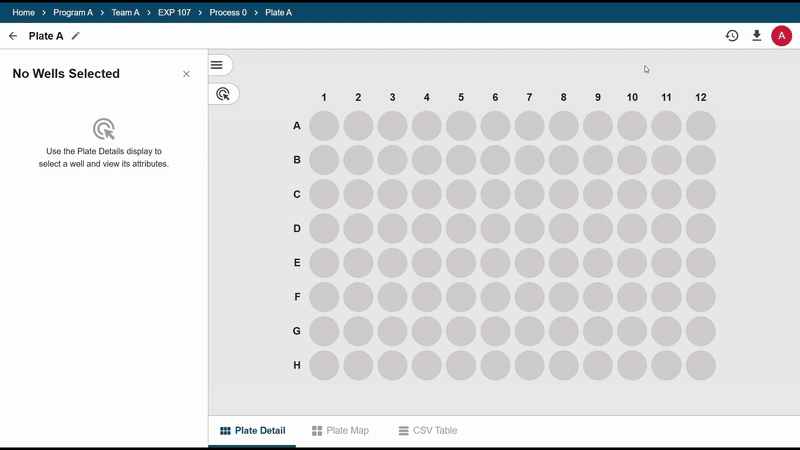 Home > Program A > Team A > EXP 107 > Process 0 > Plate A
Plate A
A
No Wells Selected
Use the Plate Details display to
select a well and view its attributes.
1 2 3 4 5 6 7 8 9 10 11 12
A
B
C
D
E
F
G
H
Plate Detail Plate Map CSV Table